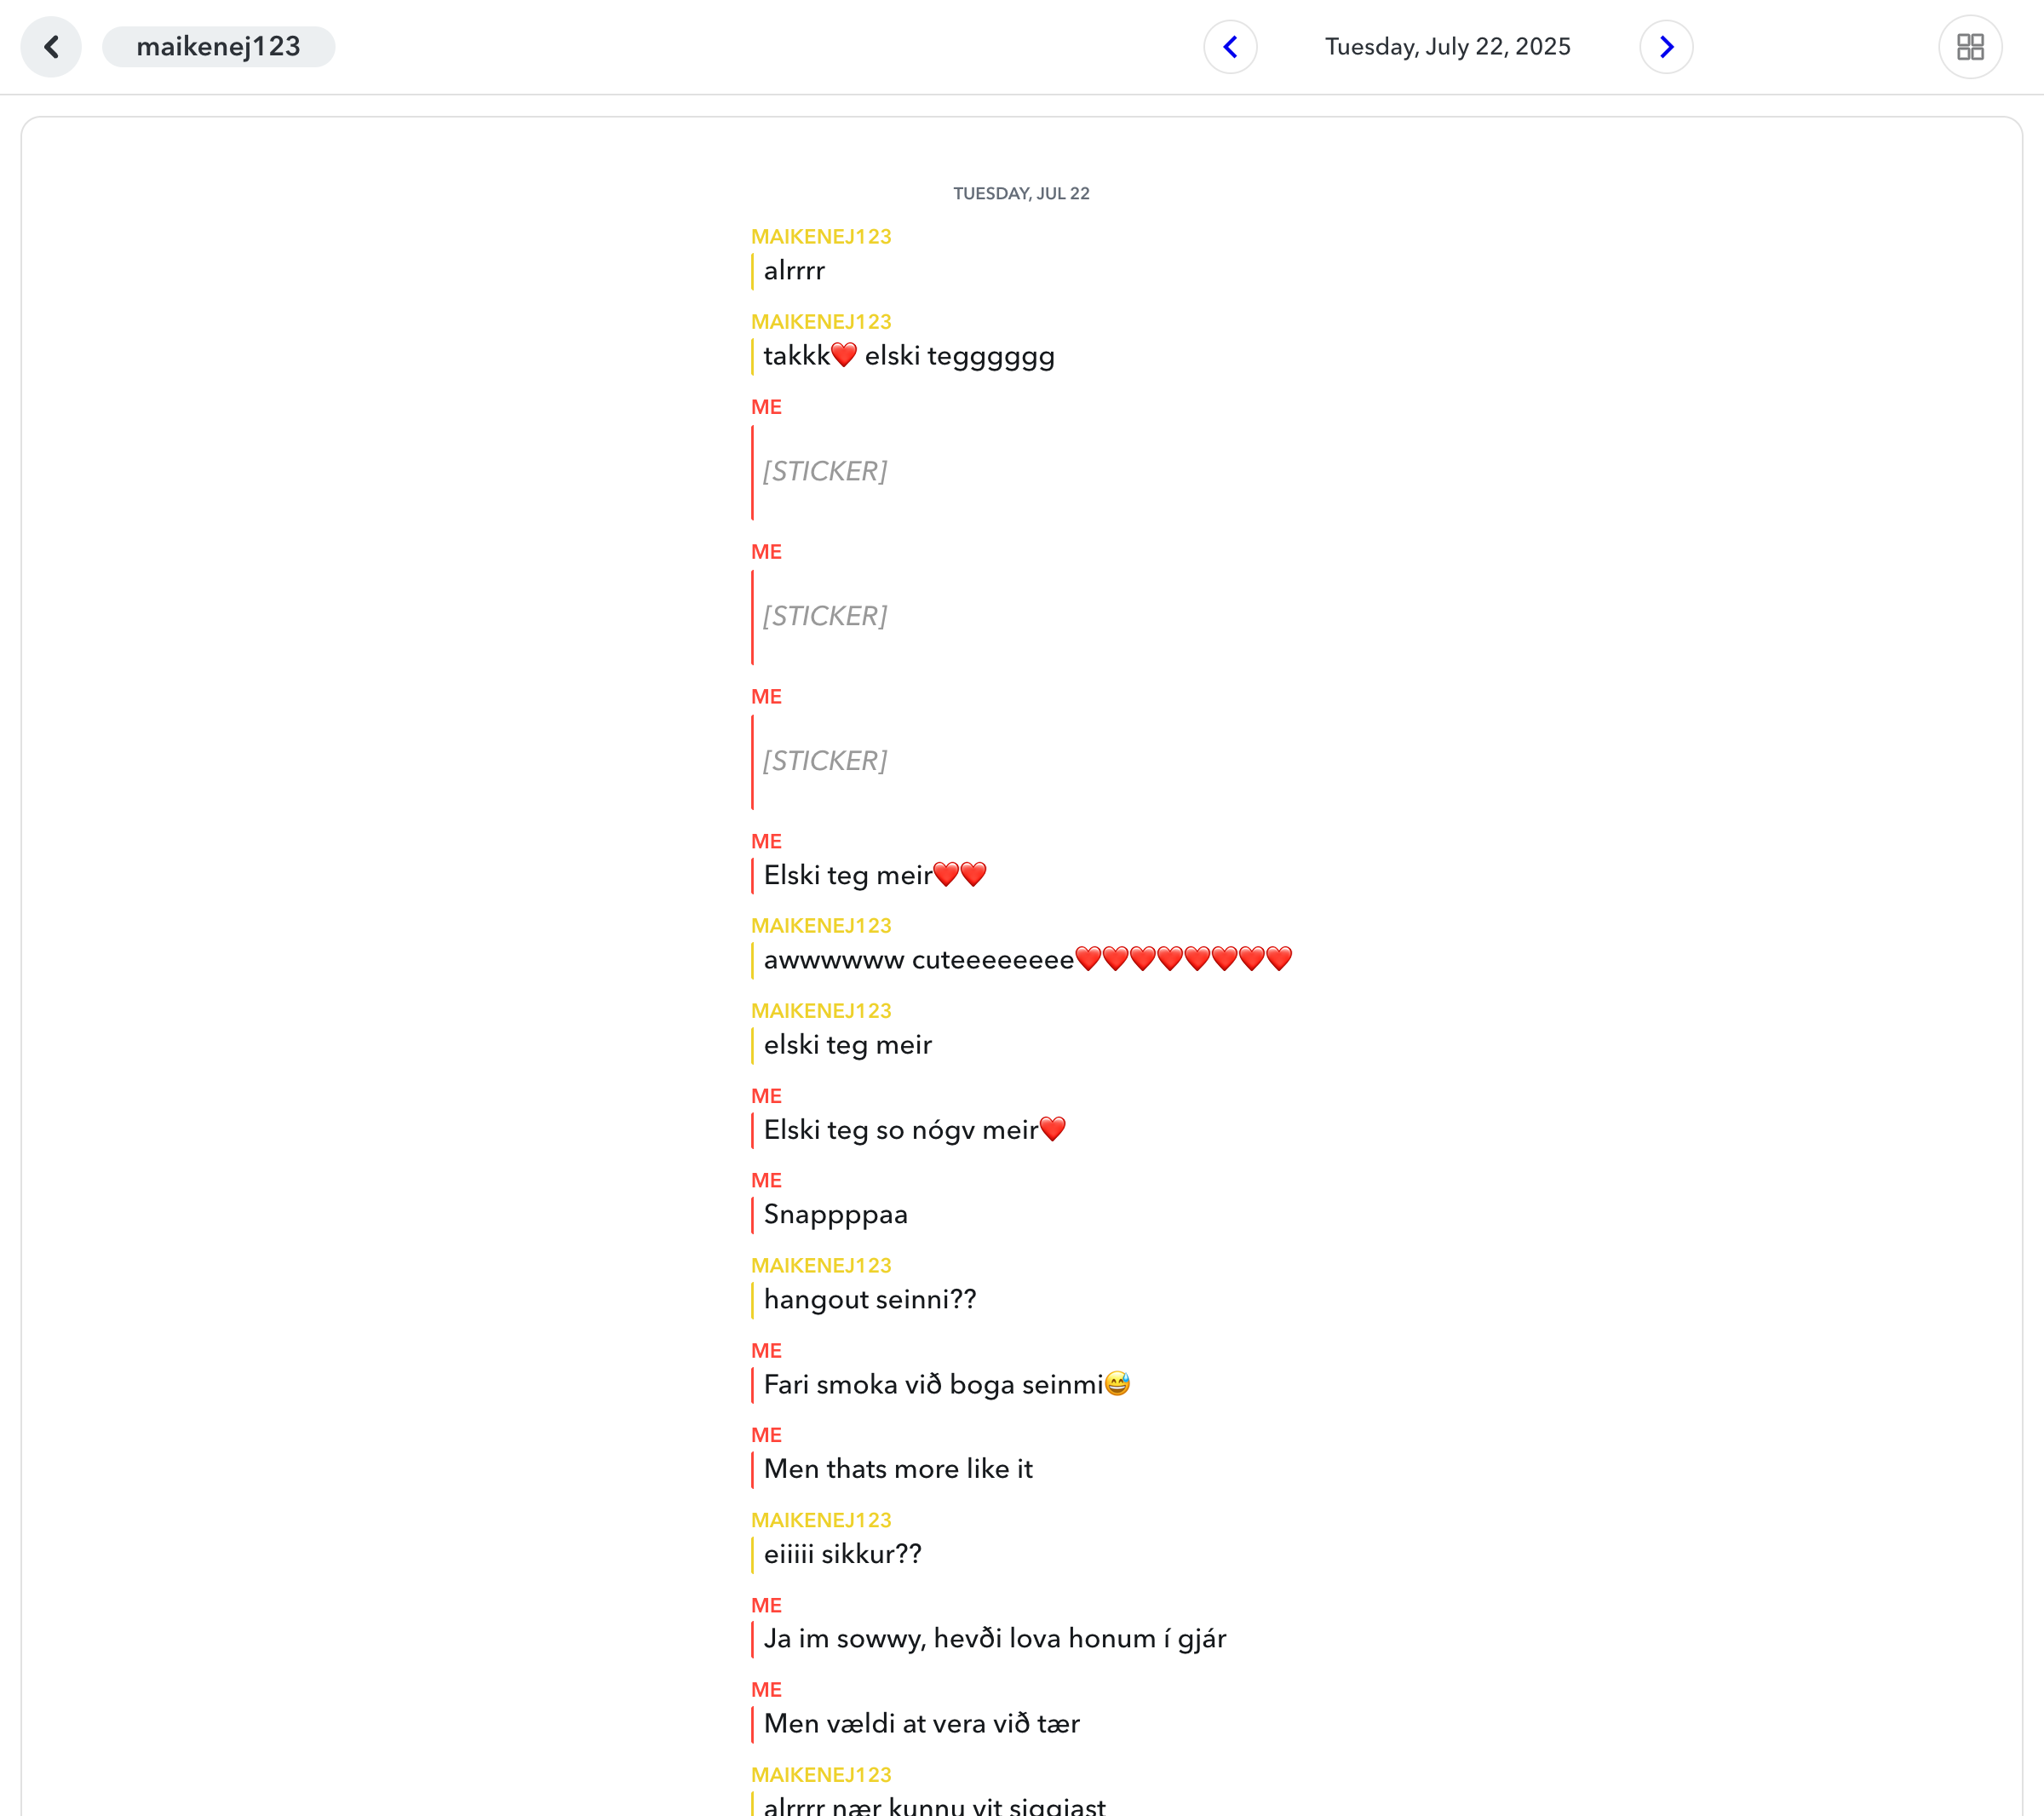 maikenej123
Tuesday, July 22, 2025
TUESDAY, JUL 22
MAIKENEJ123
alrrrr
MAIKENEJ123
takkk❤️ elski tegggggg
ME
[STICKER]
ME
[STICKER]
ME
[STICKER]
ME
Elski teg meir❤️❤️
MAIKENEJ123
awwwwww cuteeeeeeee❤️❤️❤️❤️❤️❤️❤️❤️
MAIKENEJ123
elski teg meir
ME
Elski teg so nógv meir❤️
ME
Snappppaa
MAIKENEJ123
hangout seinni??
ME
Fari smoka við boga seinmi😅
ME
Men thats more like it
MAIKENEJ123
eiiiii sikkur??
ME
Ja im sowwy, hevði lova honum í gjár
ME
Men vældi at vera við tær
MAIKENEJ123
alrrrr nær kunnu vit siggjast